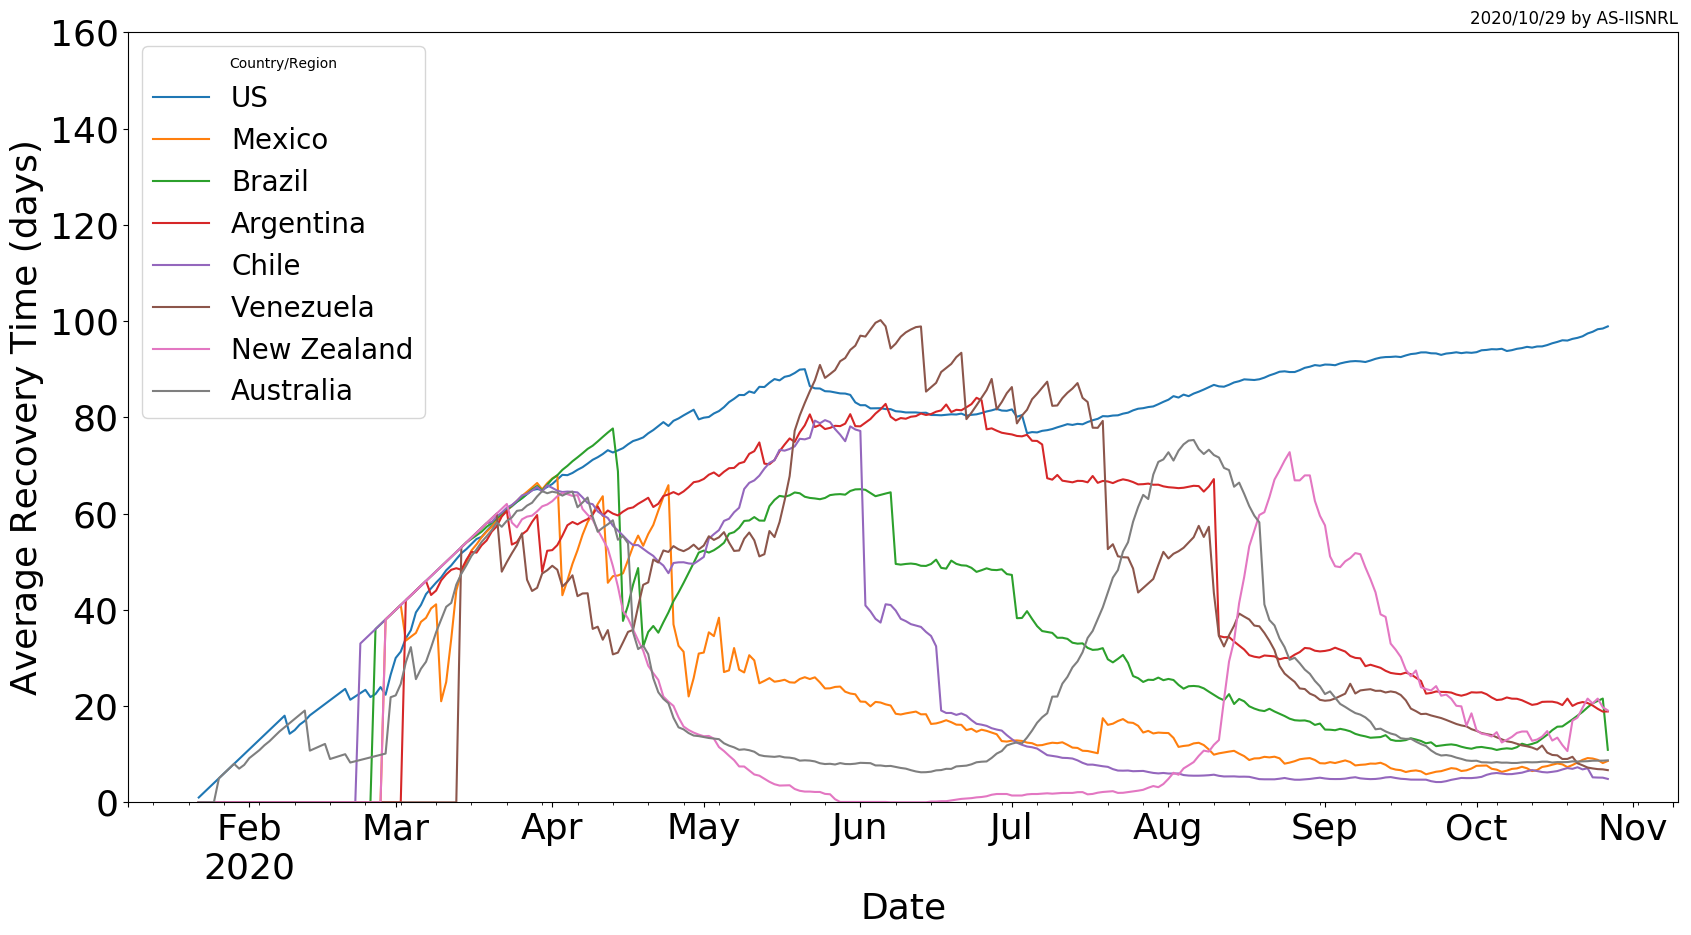 2020/10/29 by AS-IISNRL
Average Recovery Time (days)
160
140
120
100
80
60
40
20
0
Country/Region
US
Mexico
Brazil
Argentina
Chile
Venezuela
New Zealand
Australia
Feb Mar Apr May Jun Jul Aug Sep Oct Nov
2020
Date